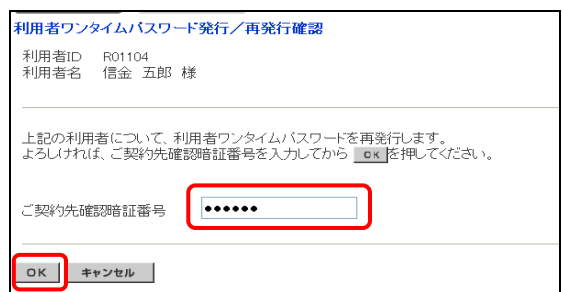 利用者ワンタイムパスワード発行／再発行確認
利用者ID R01104
利用者名 信金 五郎 様
上記の利用者について、利用者ワンタイムパスワードを再発行します。
よろしければ、ご契約先確認暗証番号を入力してから OK を押してください。
ご契約先確認暗証番号 ●●●●●●
OK キャンセル